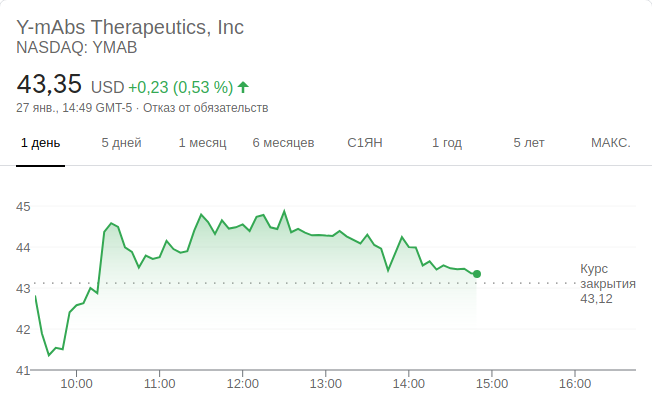 Y-mAbs Therapeutics, Inc
NASDAQ: YMAB
43,35 USD +0,23 (0,53 %)
27 янв., 14:49 GMT-5 · Отказ от обязательств
1 день 5 дней 1 месяц 6 месяцев С1ЯН 1 год 5 лет МАКС.
45
44
43
42
41
Курс
закрытия
43,12
10:00 11:00 12:00 13:00 14:00 15:00 16:00